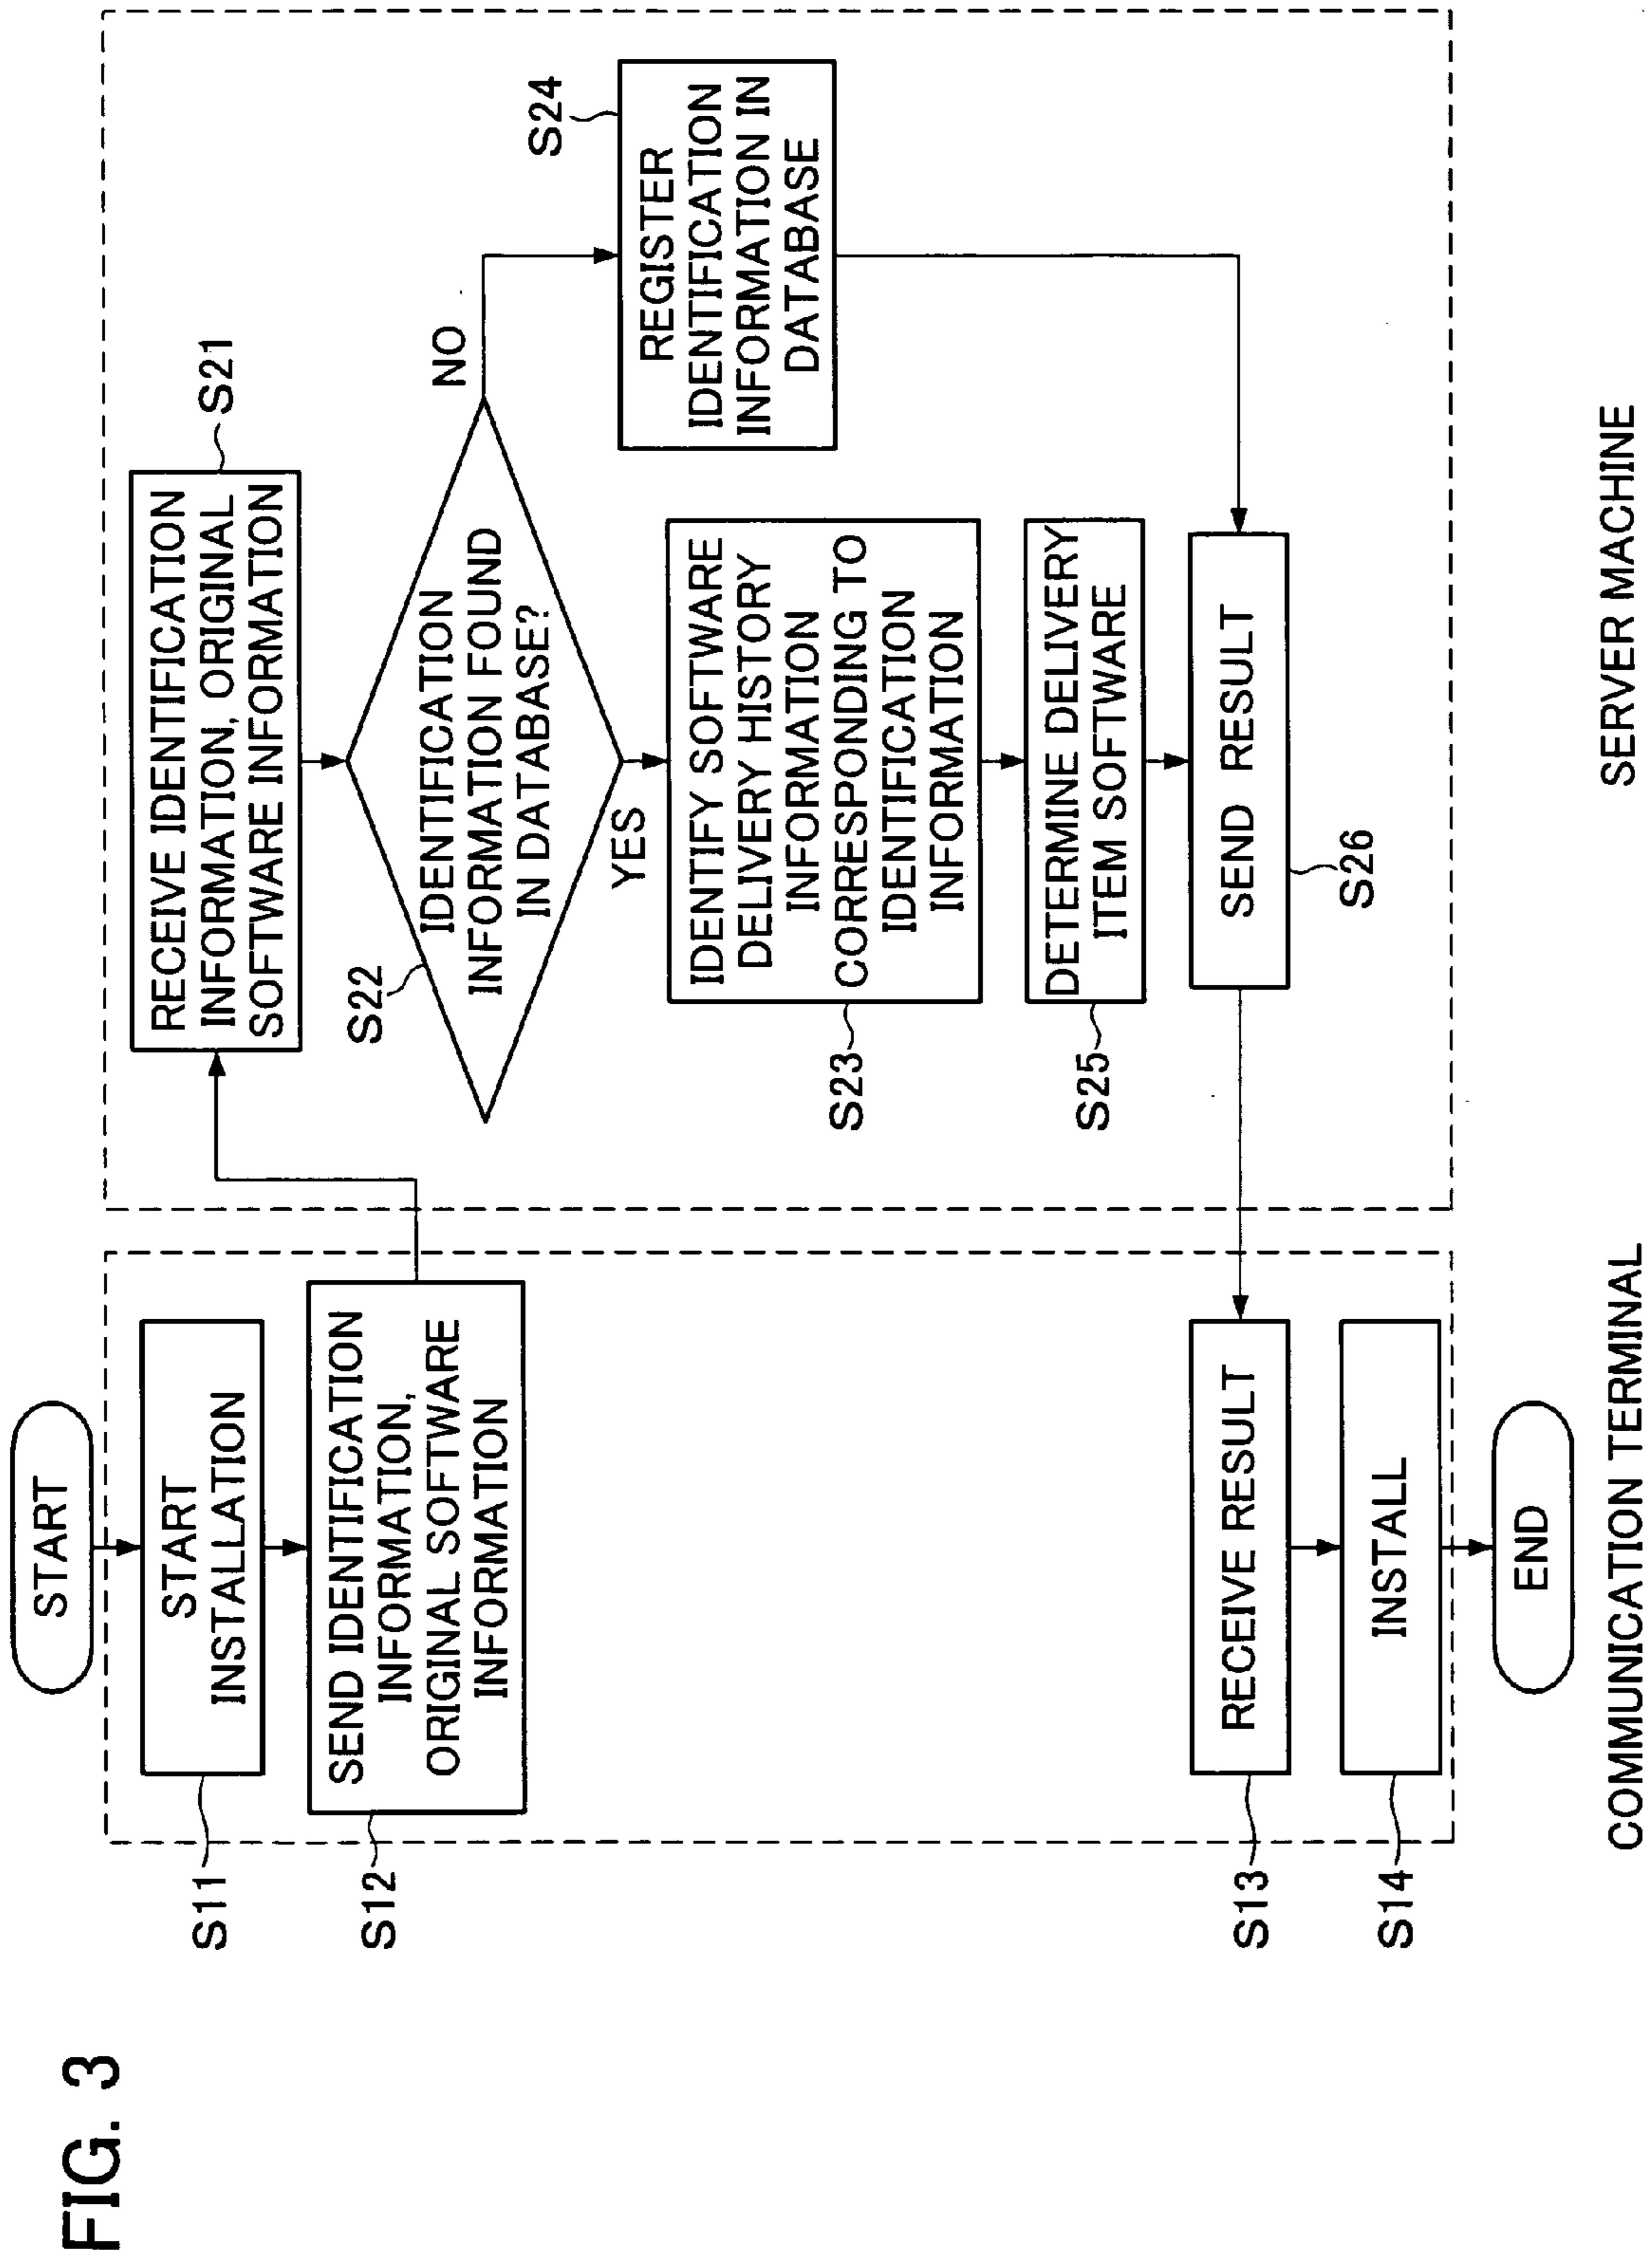 FIG. 3
START
S11
START
INSTALLATION
S12
SEND IDENTIFICATION
INFORMATION,
ORIGINAL SOFTWARE
INFORMATION
S13
RECEIVE RESULT
S14
INSTALL
END
COMMUNICATION TERMINAL
RECEIVE IDENTIFICATION
INFORMATION, ORIGINAL
SOFTWARE INFORMATION
S21
S22
IDENTIFICATION
INFORMATION FOUND
IN DATABASE?
NO
YES
S24
REGISTER
IDENTIFICATION
INFORMATION IN
DATABASE
S23
IDENTIFY SOFTWARE
DELIVERY HISTORY
INFORMATION
CORRESPONDING TO
IDENTIFICATION
INFORMATION
S25
DETERMINE DELIVERY
ITEM SOFTWARE
SEND RESULT
S26
SERVER MACHINE